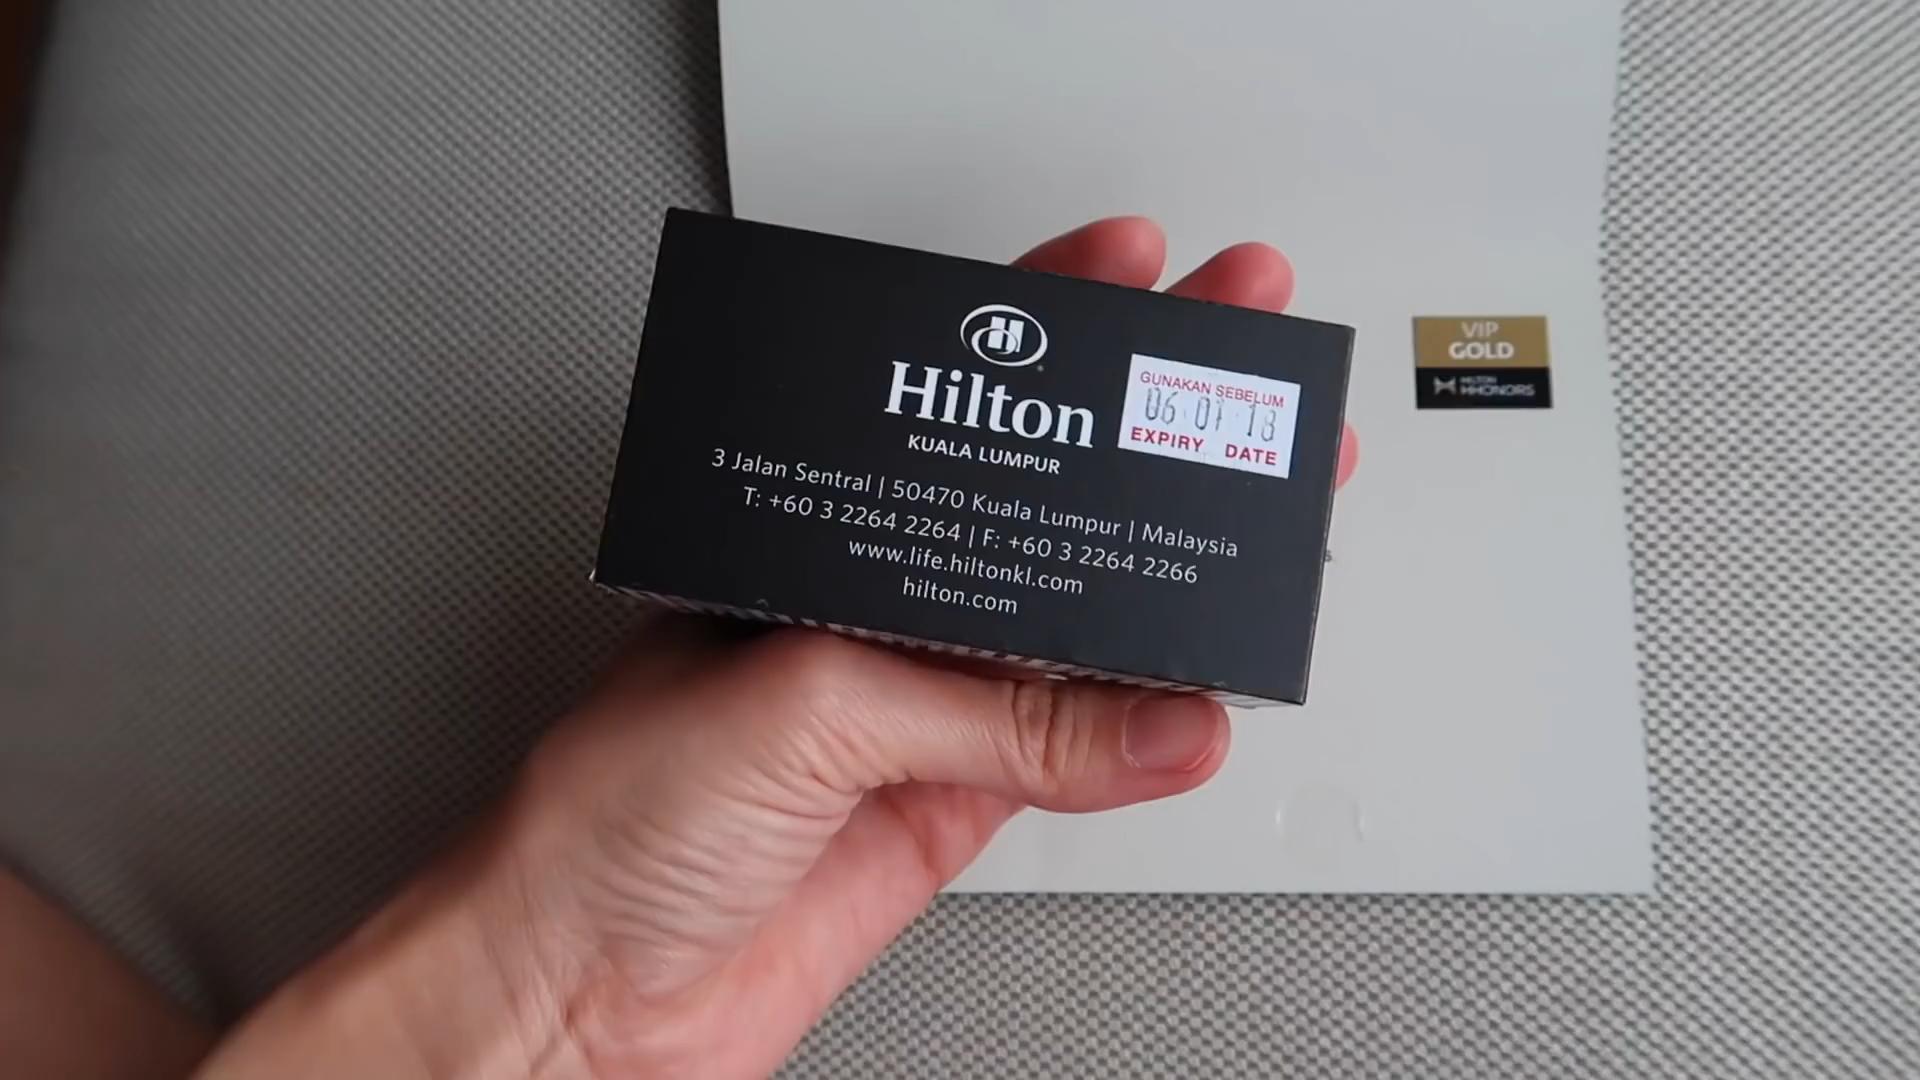 Hilton
KUALA LUMPUR
GUNAKAN SEBELUM
06 01 18
EXPIRY DATE
3 Jalan Sentral | 50470 Kuala Lumpur | Malaysia
T: +60 3 2264 2264 | F: +60 3 2264 2266
www.life.hiltonkl.com
hilton.com
VIP
GOLD
HILTON
HHONORS